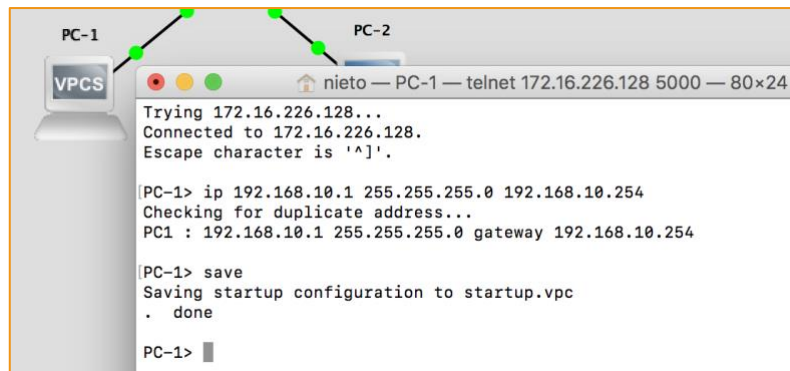 PC-1
PC-2
VPCS
nieto — PC-1 — telnet 172.16.226.128 5000 — 80×24
Trying 172.16.226.128...
Connected to 172.16.226.128.
Escape character is '^]'.
[PC-1> ip 192.168.10.1 255.255.255.0 192.168.10.254
Checking for duplicate address...
PC1 : 192.168.10.1 255.255.255.0 gateway 192.168.10.254
[PC-1> save
Saving startup configuration to startup.vpc
.  done
PC-1>